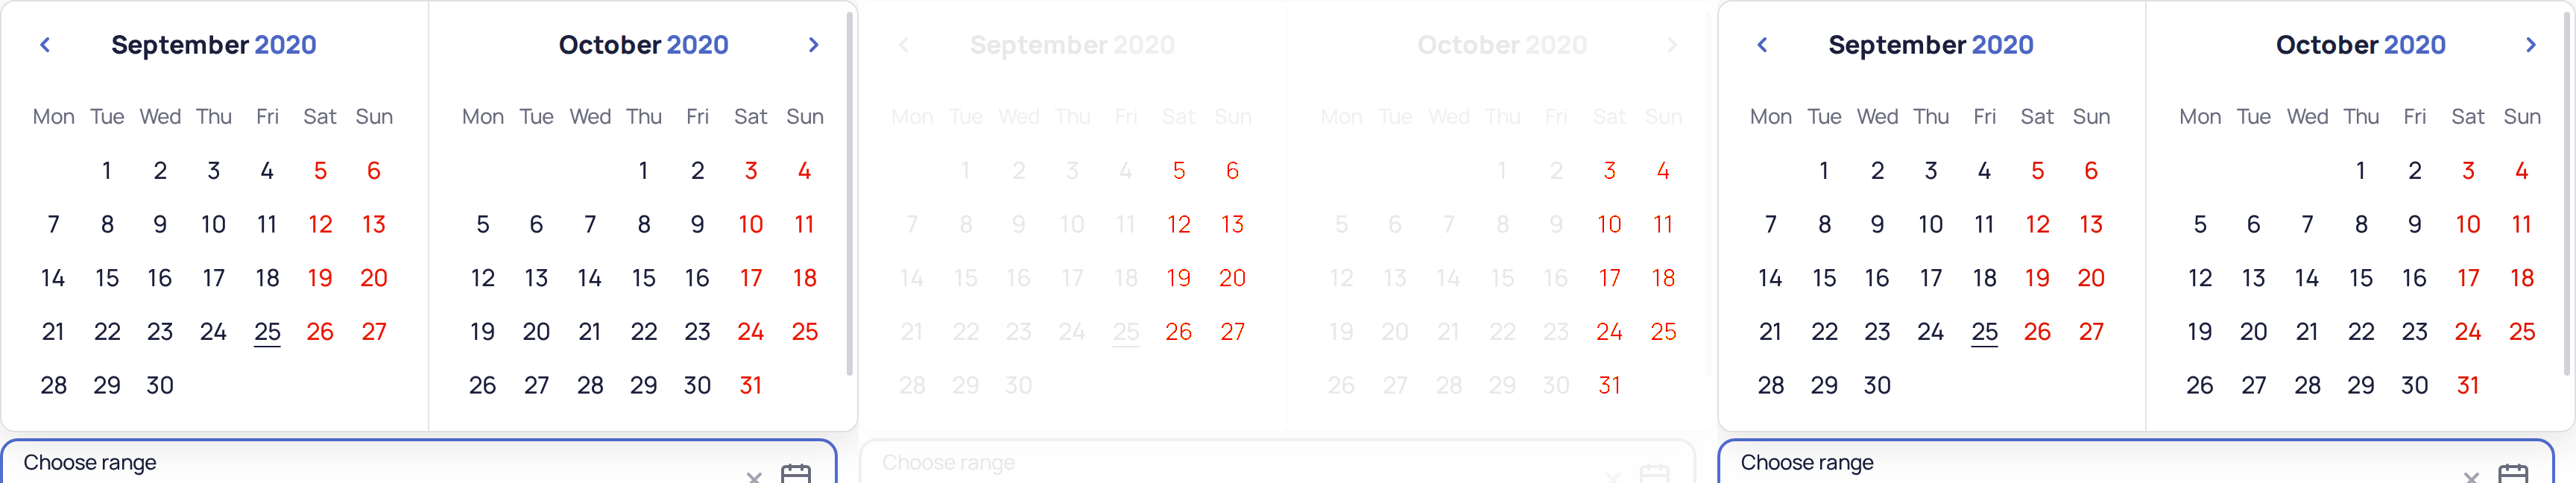 September 2020 October 2020 September 2020 October 2020 September 2020 October 2020
Mon Tue Wed Thu Fri Sat Sun Mon Tue Wed Thu Fri Sat Sun Mon Tue Wed Thu Fri Sat Sun Mon Tue Wed Thu Fri Sat Sun Mon Tue Wed Thu Fri Sat Sun Mon Tue Wed Thu Fri Sat Sun
1 2 3 4 5 6 1 2 3 4 1 2 3 4 5 6 1 2 3 4 1 2 3 4 5 6 1 2 3 4
7 8 9 10 11 12 13 5 6 7 8 9 10 11 7 8 9 10 11 12 13 5 6 7 8 9 10 11 7 8 9 10 11 12 13 5 6 7 8 9 10 11
14 15 16 17 18 19 20 12 13 14 15 16 17 18 14 15 16 17 18 19 20 12 13 14 15 16 17 18 14 15 16 17 18 19 20 12 13 14 15 16 17 18
21 22 23 24 25 26 27 19 20 21 22 23 24 25 21 22 23 24 25 26 27 19 20 21 22 23 24 25 21 22 23 24 25 26 27 19 20 21 22 23 24 25
28 29 30 26 27 28 29 30 31 28 29 30 26 27 28 29 30 31 28 29 30 26 27 28 29 30 31
Choose range Choose range Choose range